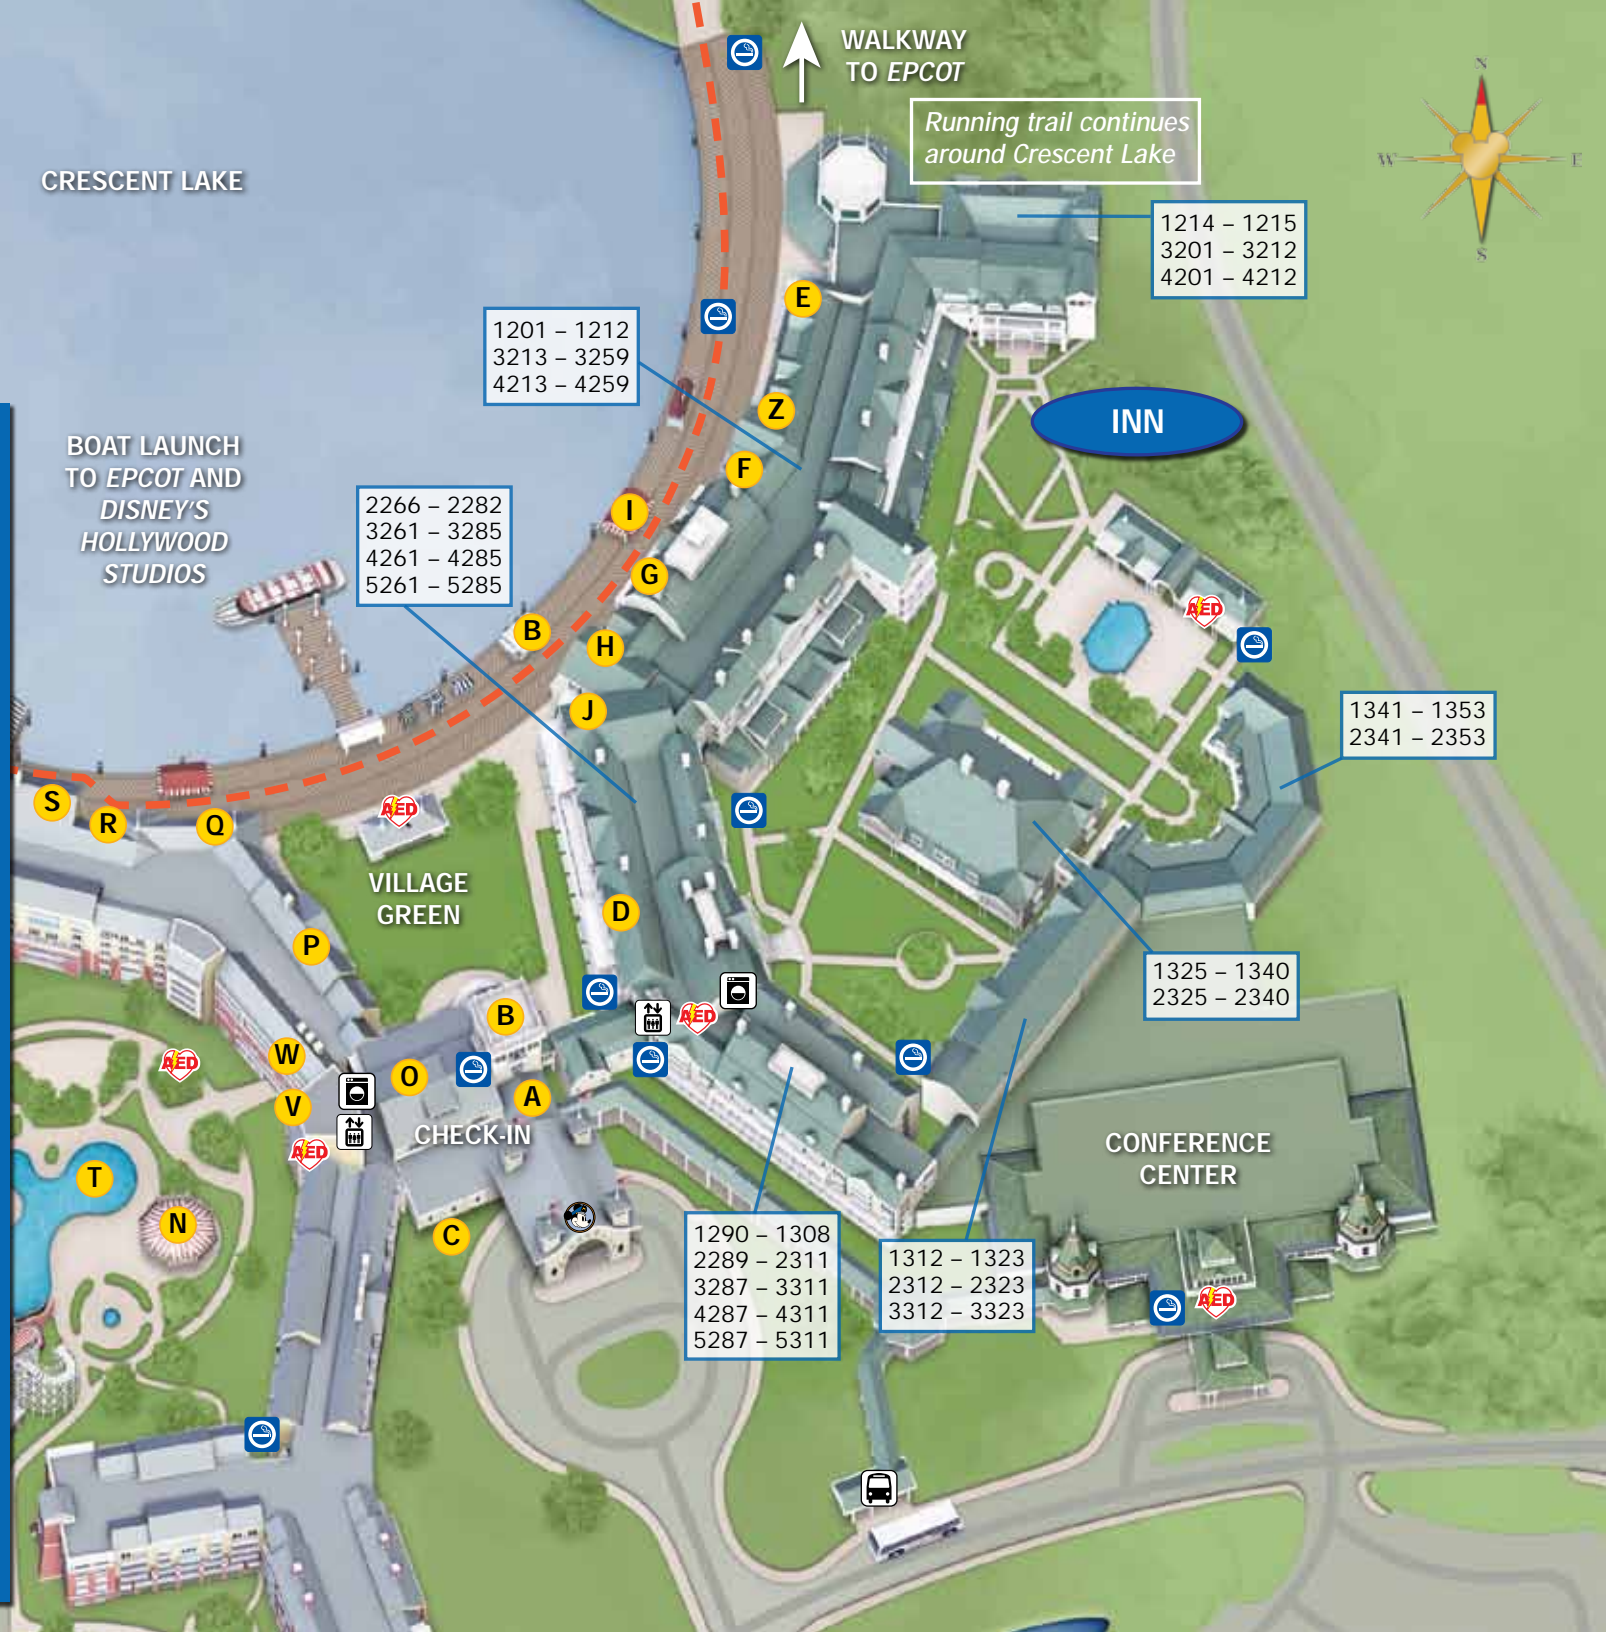 WALKWAY
TO EPCOT
Running trail continues
around Crescent Lake
N
W
E
S
CRESCENT LAKE
1214 – 1215
3201 – 3212
4201 – 4212
E
1201 – 1212
3213 – 3259
4213 – 4259
Z
INN
BOAT LAUNCH
TO EPCOT AND
DISNEY'S
HOLLYWOOD
STUDIOS
F
2266 – 2282
3261 – 3285
4261 – 4285
5261 – 5285
I
G
AED
B
H
J
1341 – 1353
2341 – 2353
S
R
Q
AED
VILLAGE
GREEN
D
P
1325 – 1340
2325 – 2340
B
AED
W
AED
O
A
V
CHECK-IN
AED
CONFERENCE
CENTER
T
N
C
1290 – 1308
2289 – 2311
3287 – 3311
4287 – 4311
5287 – 5311
1312 – 1323
2312 – 2323
3312 – 3323
AED